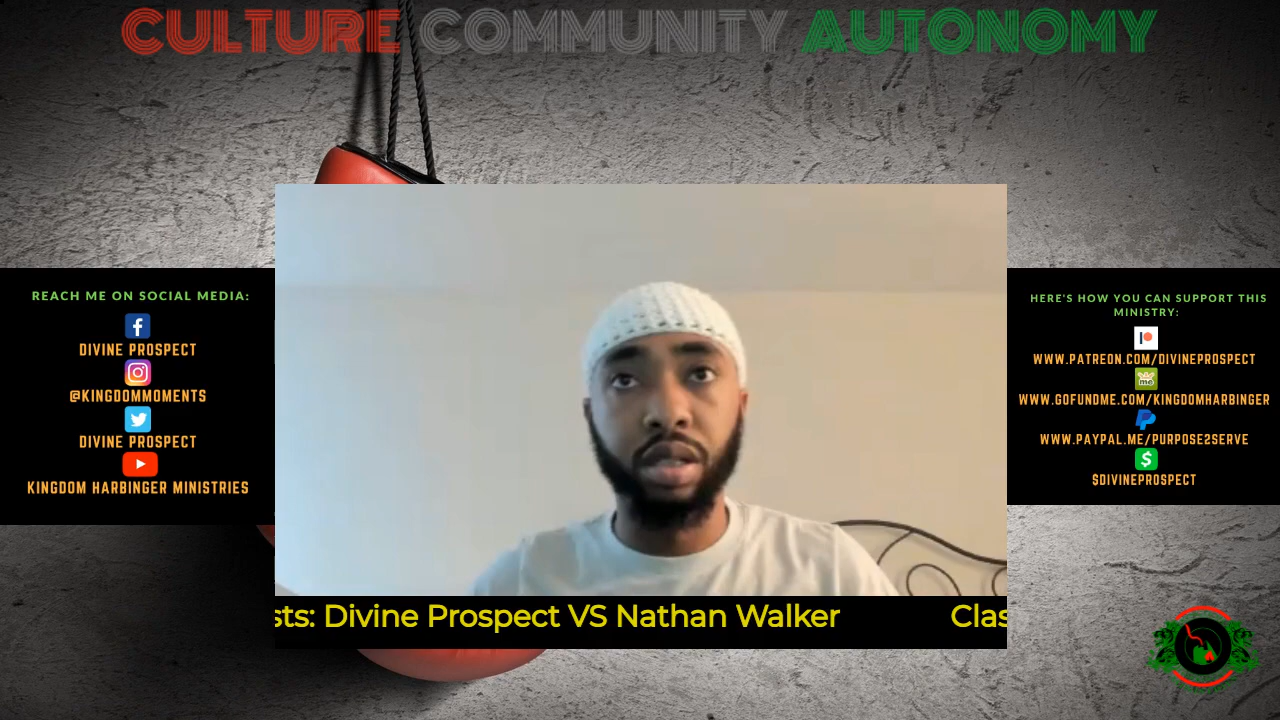 CULTURE COMMUNITY AUTONOMY
REACH ME ON SOCIAL MEDIA:
DIVINE PROSPECT
@KINGDOMMOMENTS
DIVINE PROSPECT
KINGDOM HARBINGER MINISTRIES
HERE'S HOW YOU CAN SUPPORT THIS
MINISTRY:
WWW.PATREON.COM/DIVINEPROSPECT
me
WWW.GOFUNDME.COM/KINGDOMHARBINGER
WWW.PAYPAL.ME/PURPOSE2SERVE
$
$DIVINEPROSPECT
sts: Divine Prospect VS Nathan Walker Clas